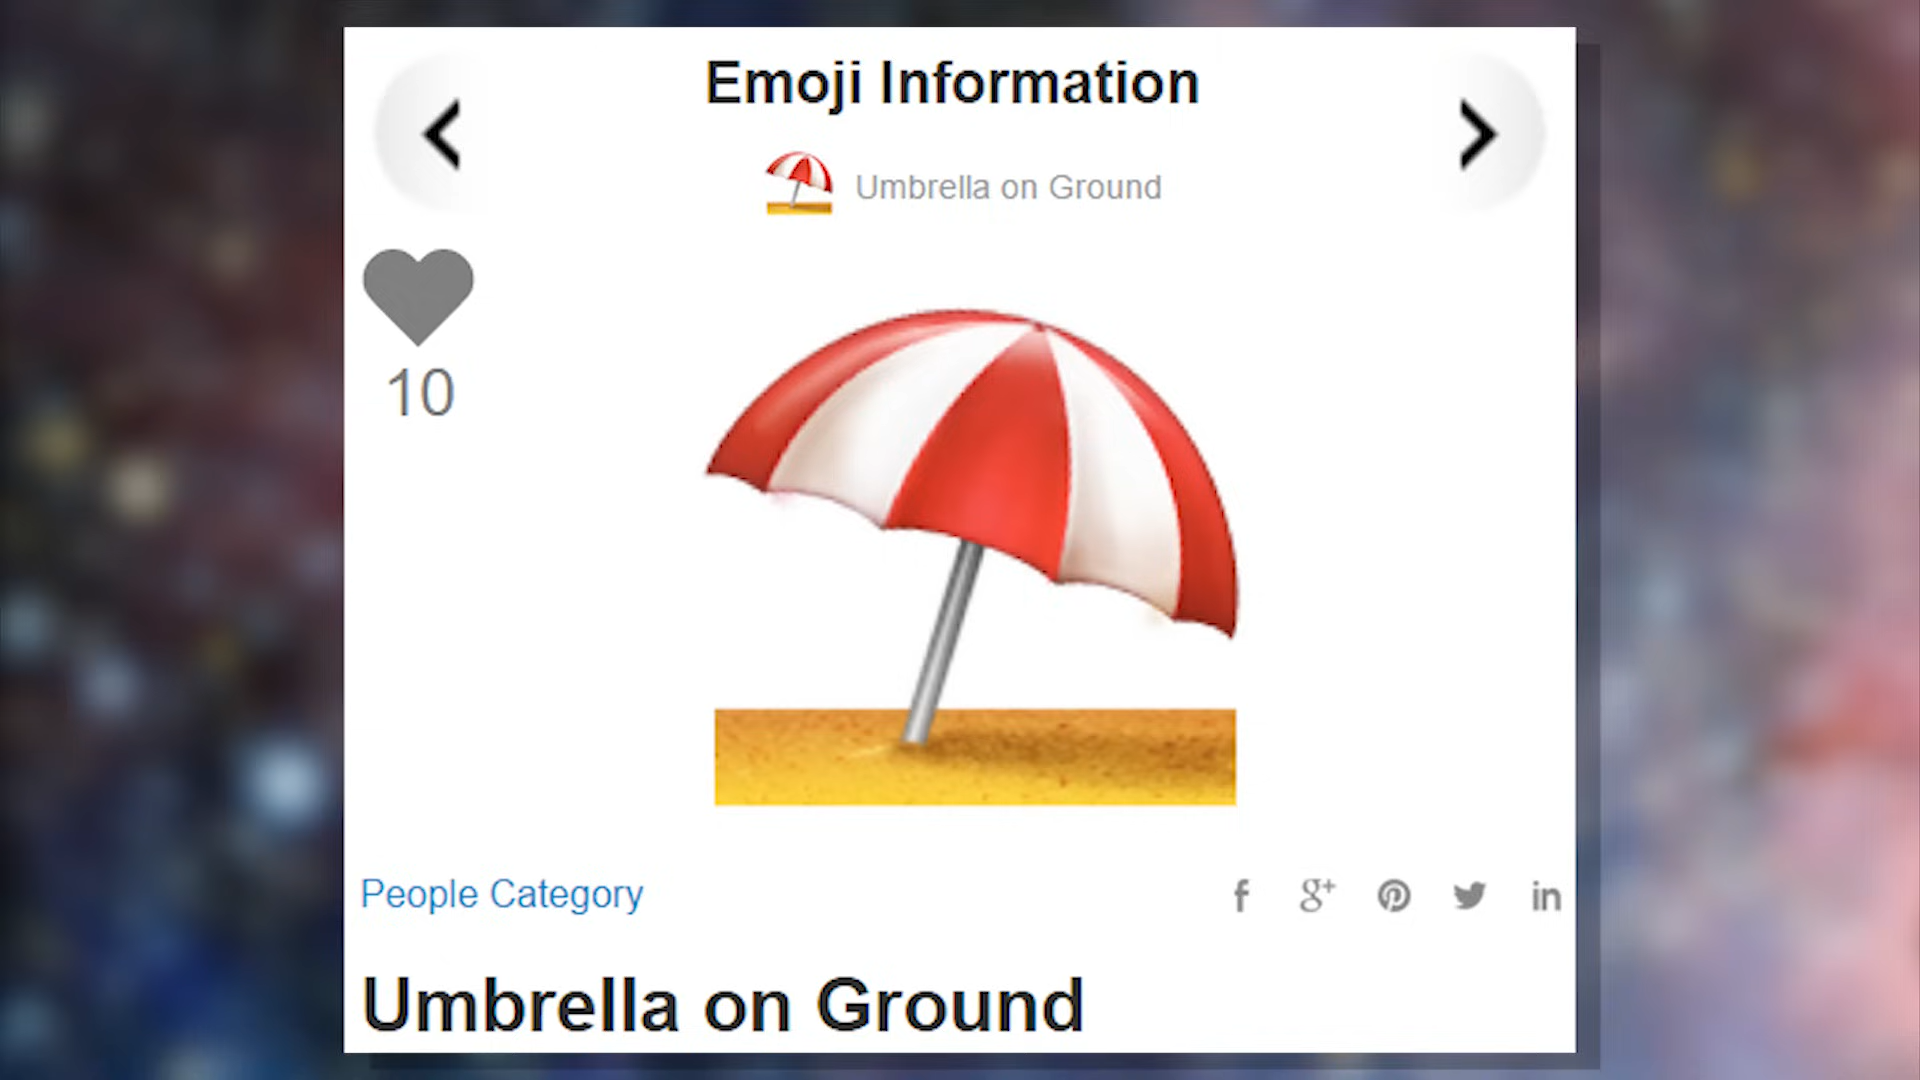 Emoji Information
Umbrella on Ground
10
People Category
Umbrella on Ground